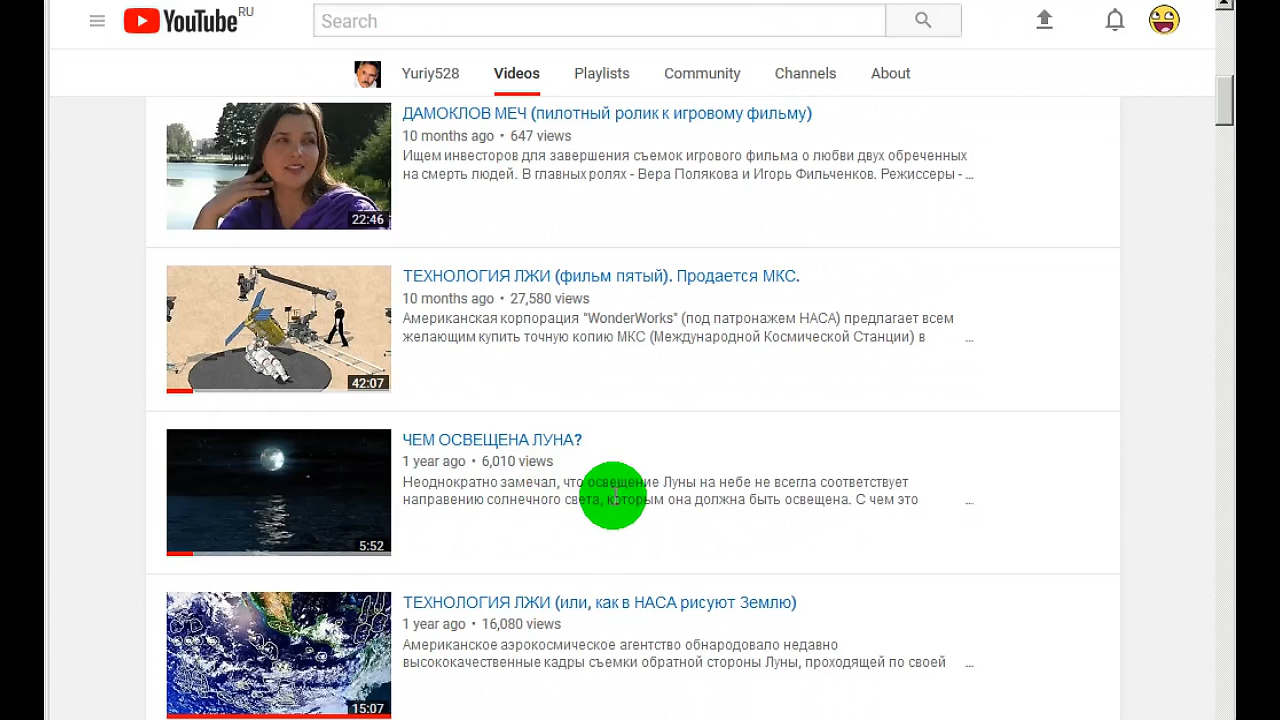 YouTube RU
Search
Yuriy528 Videos Playlists Community Channels About
ДАМОКЛОВ МЕЧ (пилотный ролик к игровому фильму)
10 months ago • 647 views
Ищем инвесторов для завершения съемок игрового фильма о любви двух обреченных
на смерть людей. В главных ролях - Вера Полякова и Игорь Фильченков. Режиссеры - ...
22:46
ТЕХНОЛОГИЯ ЛЖИ (фильм пятый). Продается МКС.
10 months ago • 27,580 views
Американская корпорация "WonderWorks" (под патронажем НАСА) предлагает всем
желающим купить точную копию МКС (Международной Космической Станции) в ...
42:07
ЧЕМ ОСВЕЩЕНА ЛУНА?
1 year ago • 6,010 views
Неоднократно замечал, что освещение Луны на небе не всегла соответствует
направению солнечного света, которым она должна быть освещена. С чем это ...
5:52
ТЕХНОЛОГИЯ ЛЖИ (или, как в НАСА рисуют Землю)
1 year ago • 16,080 views
Американское аэрокосмическое агентство обнародовало недавно
высококачественные кадры съемки обратной стороны Луны, проходящей по своей ...
15:07